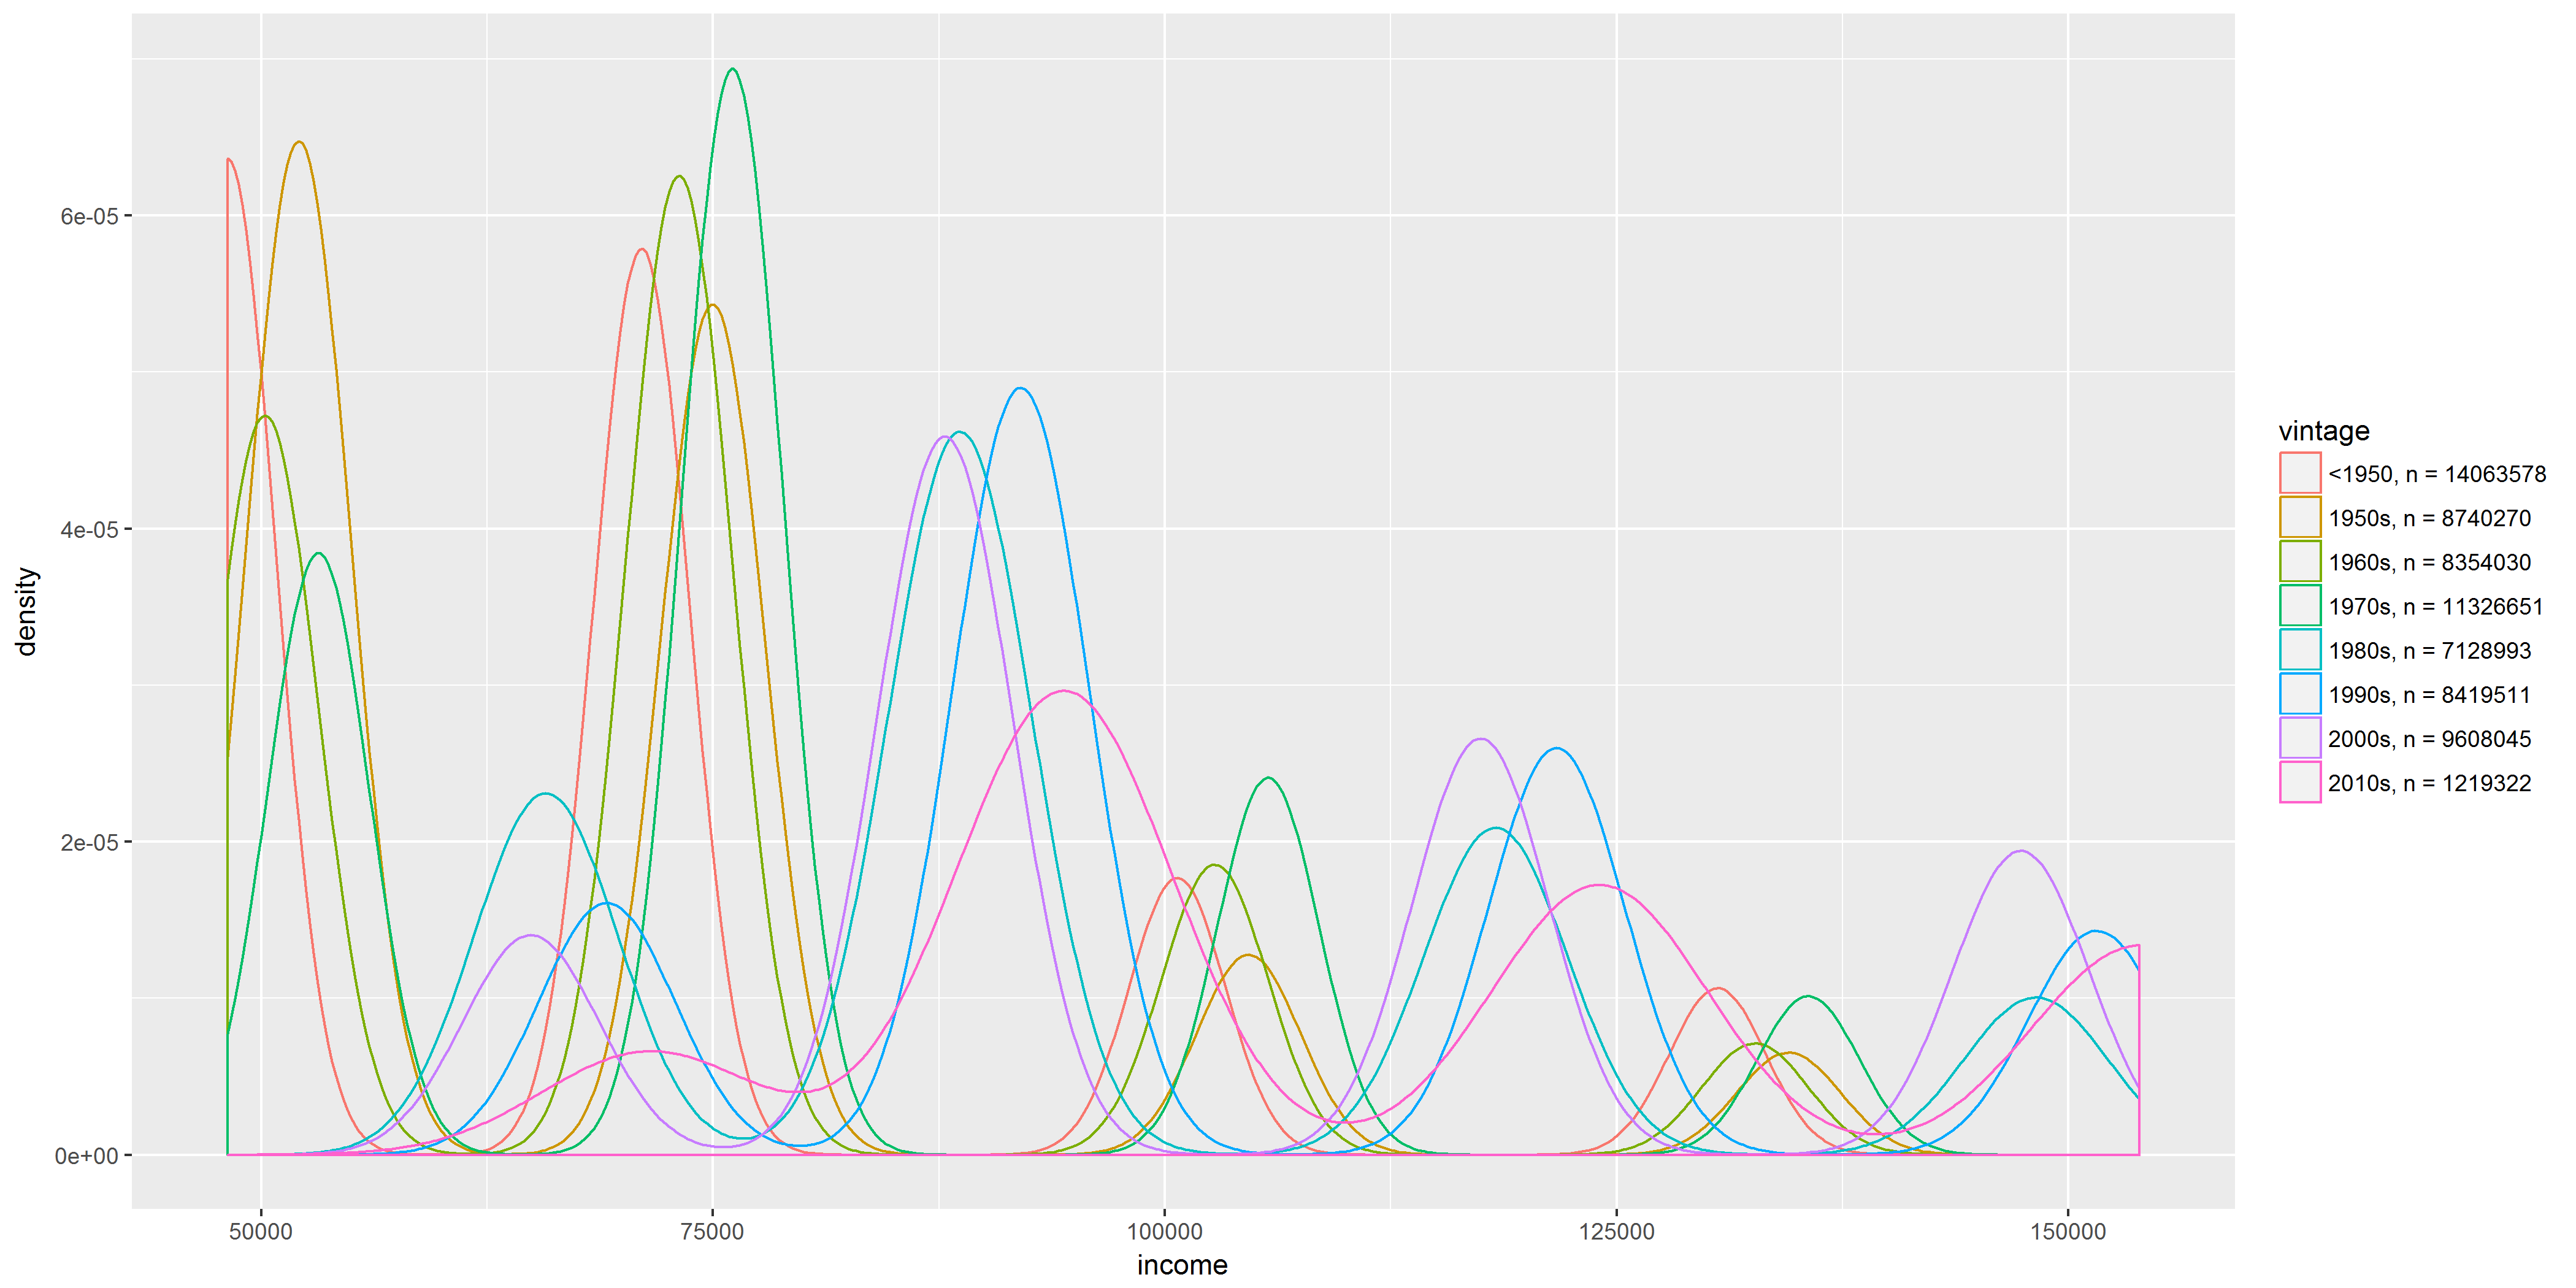 6e-05
4e-05
2e-05
0e+00
density
50000
75000
100000
125000
150000
income
vintage
<1950, n = 14063578
1950s, n = 8740270
1960s, n = 8354030
1970s, n = 11326651
1980s, n = 7128993
1990s, n = 8419511
2000s, n = 9608045
2010s, n = 1219322